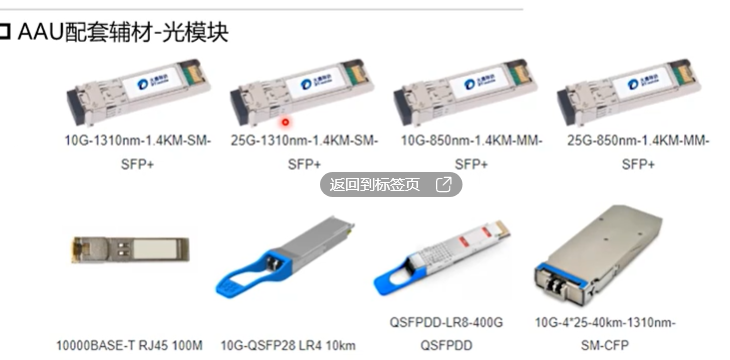 AAU配套辅材-光模块
10G-1310nm-1.4KM-SM-
SFP+
25G-1310nm-1.4KM-SM-
SFP+
10G-850nm-1.4KM-MM-
SFP+
25G-850nm-1.4KM-MM-
SFP+
返回到标签页
10000BASE-T RJ45 100M
10G-QSFP28 LR4 10km
QSFPDD-LR8-400G
QSFPDD
10G-4*25-40km-1310nm-
SM-CFP